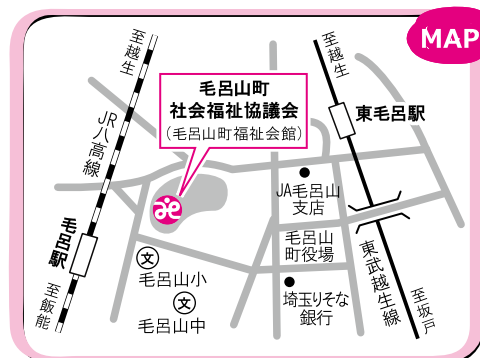 MAP
至越生
至越生
毛呂山町
社会福祉協議会
(毛呂山町福祉会館)
東毛呂駅
JR八高線
JA毛呂山
支店
毛呂駅
毛呂山
町役場
文
毛呂山小
東武越生線
至飯能
文
毛呂山中
埼玉りそな
銀行
至坂戸